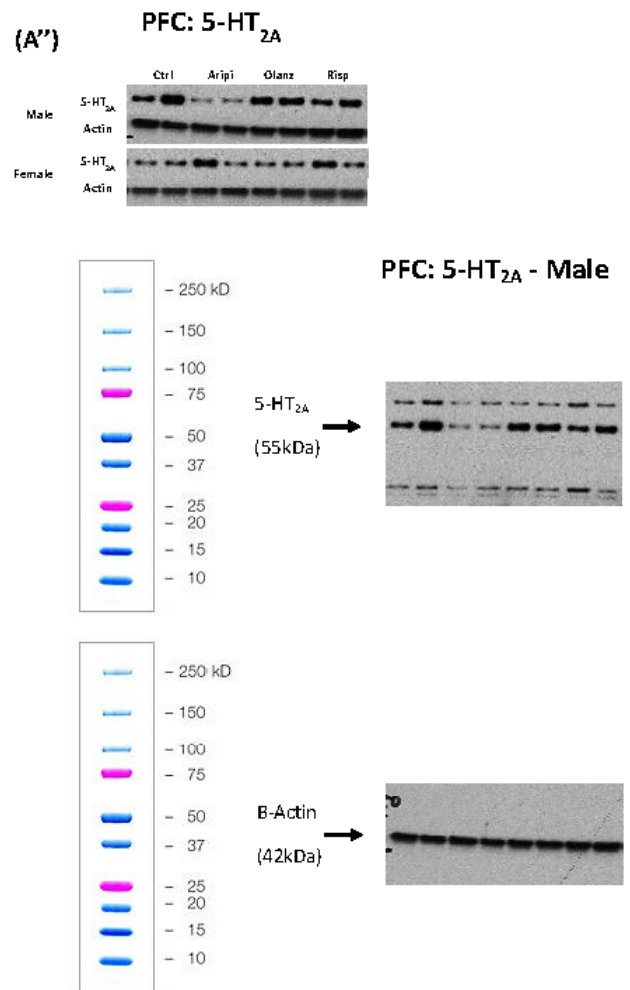 (A'') PFC: 5-HT2A
Ctrl Aripi Olanz Risp
Male 5-HT2A
Actin
Female 5-HT2A
Actin
PFC: 5-HT2A - Male
250 kD
150
100
75
50
37
25
20
15
10
5-HT2A
(55kDa)
250 kD
150
100
75
50
37
25
20
15
10
B-Actin
(42kDa)